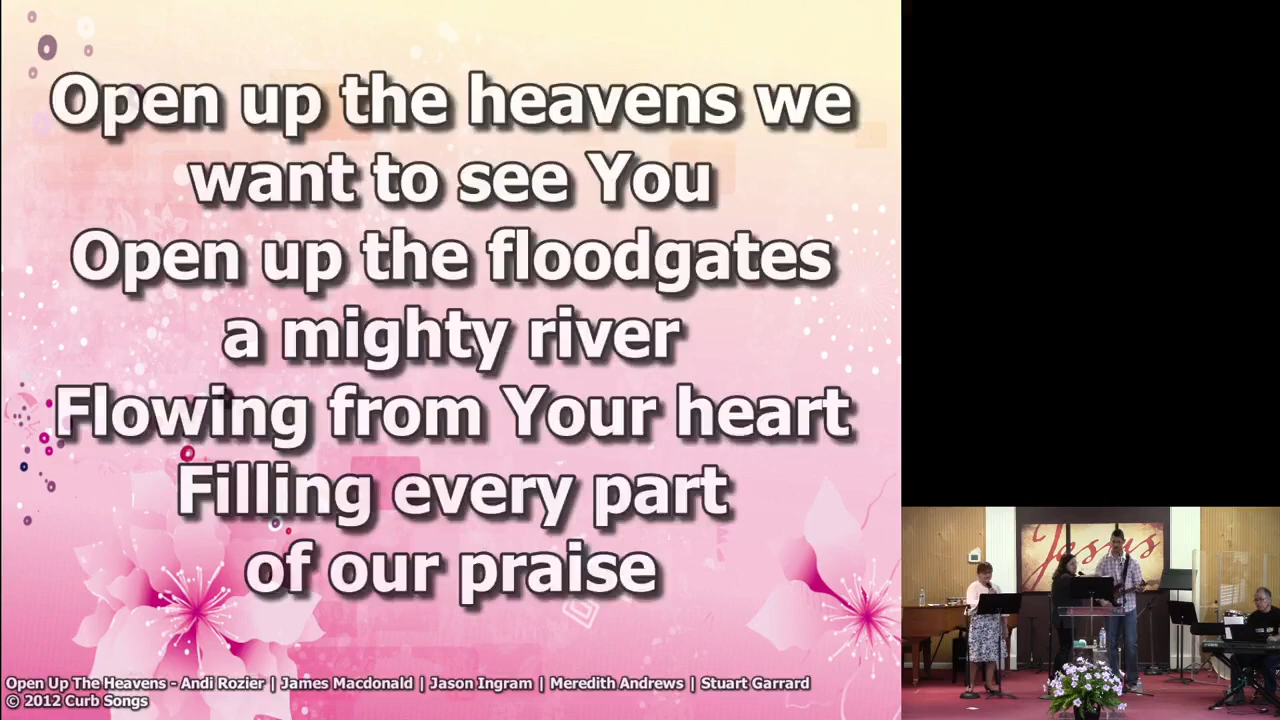 Open up the heavens we
want to see You
Open up the floodgates
a mighty river
Flowing from Your heart
Filling every part
of our praise
Open Up The Heavens - Andi Rozier | James Macdonald | Jason Ingram | Meredith Andrews | Stuart Garrard
© 2012 Curb Songs
Jesus